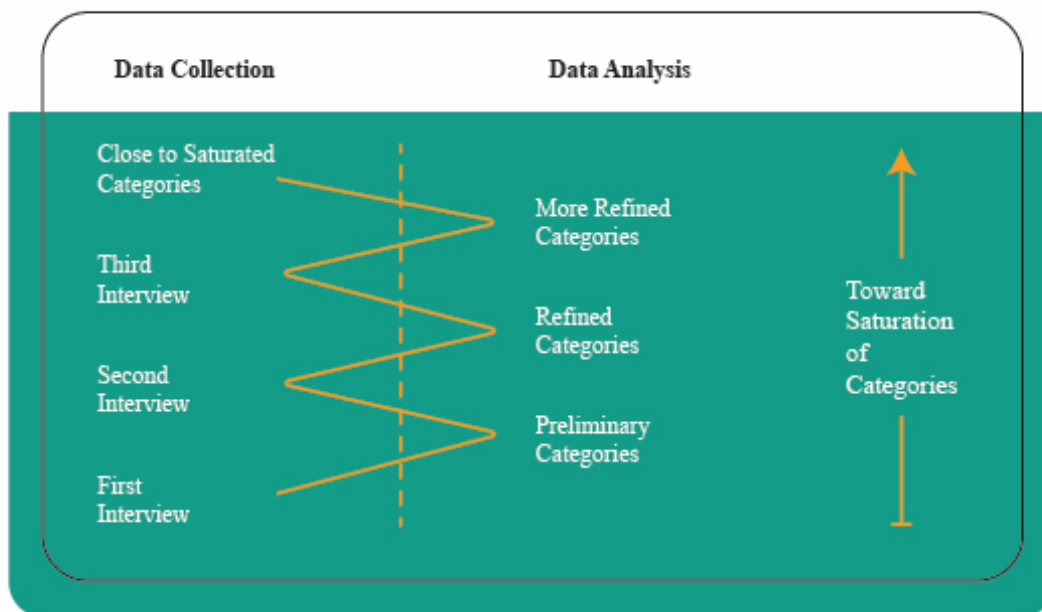 Data Collection
Data Analysis
Close to Saturated
Categories
More Refined
Categories
Third
Interview
Refined
Categories
Second
Interview
Preliminary
Categories
First
Interview
Toward
Saturation
of
Categories